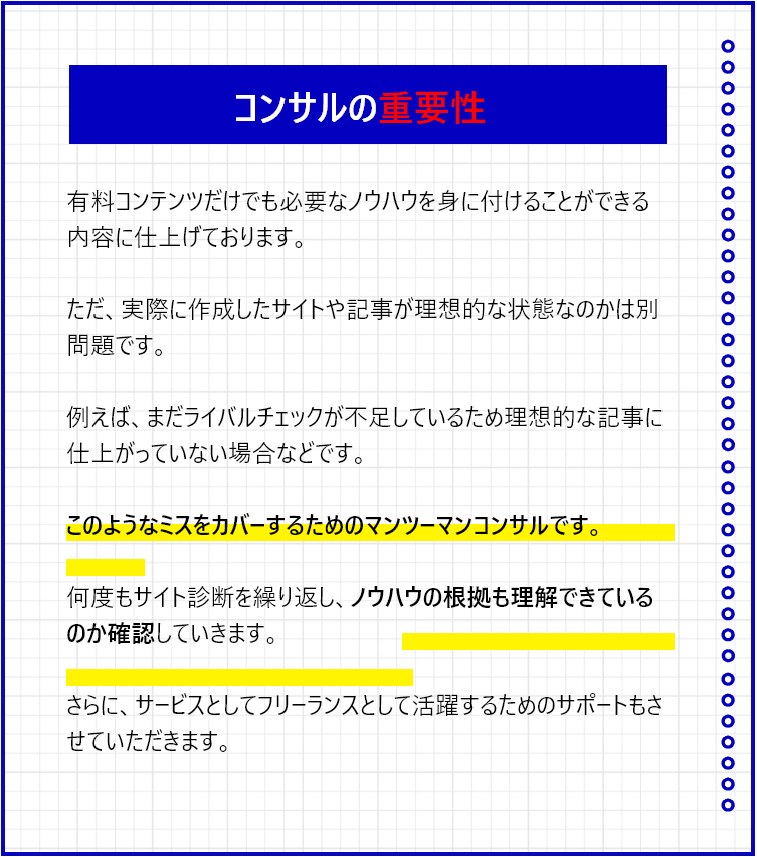 コンサルの重要性
有料コンテンツだけでも必要なノウハウを身に付けることができる
内容に仕上げております。
ただ、実際に作成したサイトや記事が理想的な状態なのかは別
問題です。
例えば、まだライバルチェックが不足しているため理想的な記事に
仕上がっていない場合などです。
このようなミスをカバーするためのマンツーマンコンサルです。
何度もサイト診断を繰り返し、ノウハウの根拠も理解できている
のか確認していきます。
さらに、サービスとしてフリーランスとして活躍するためのサポートもさ
せていただきます。